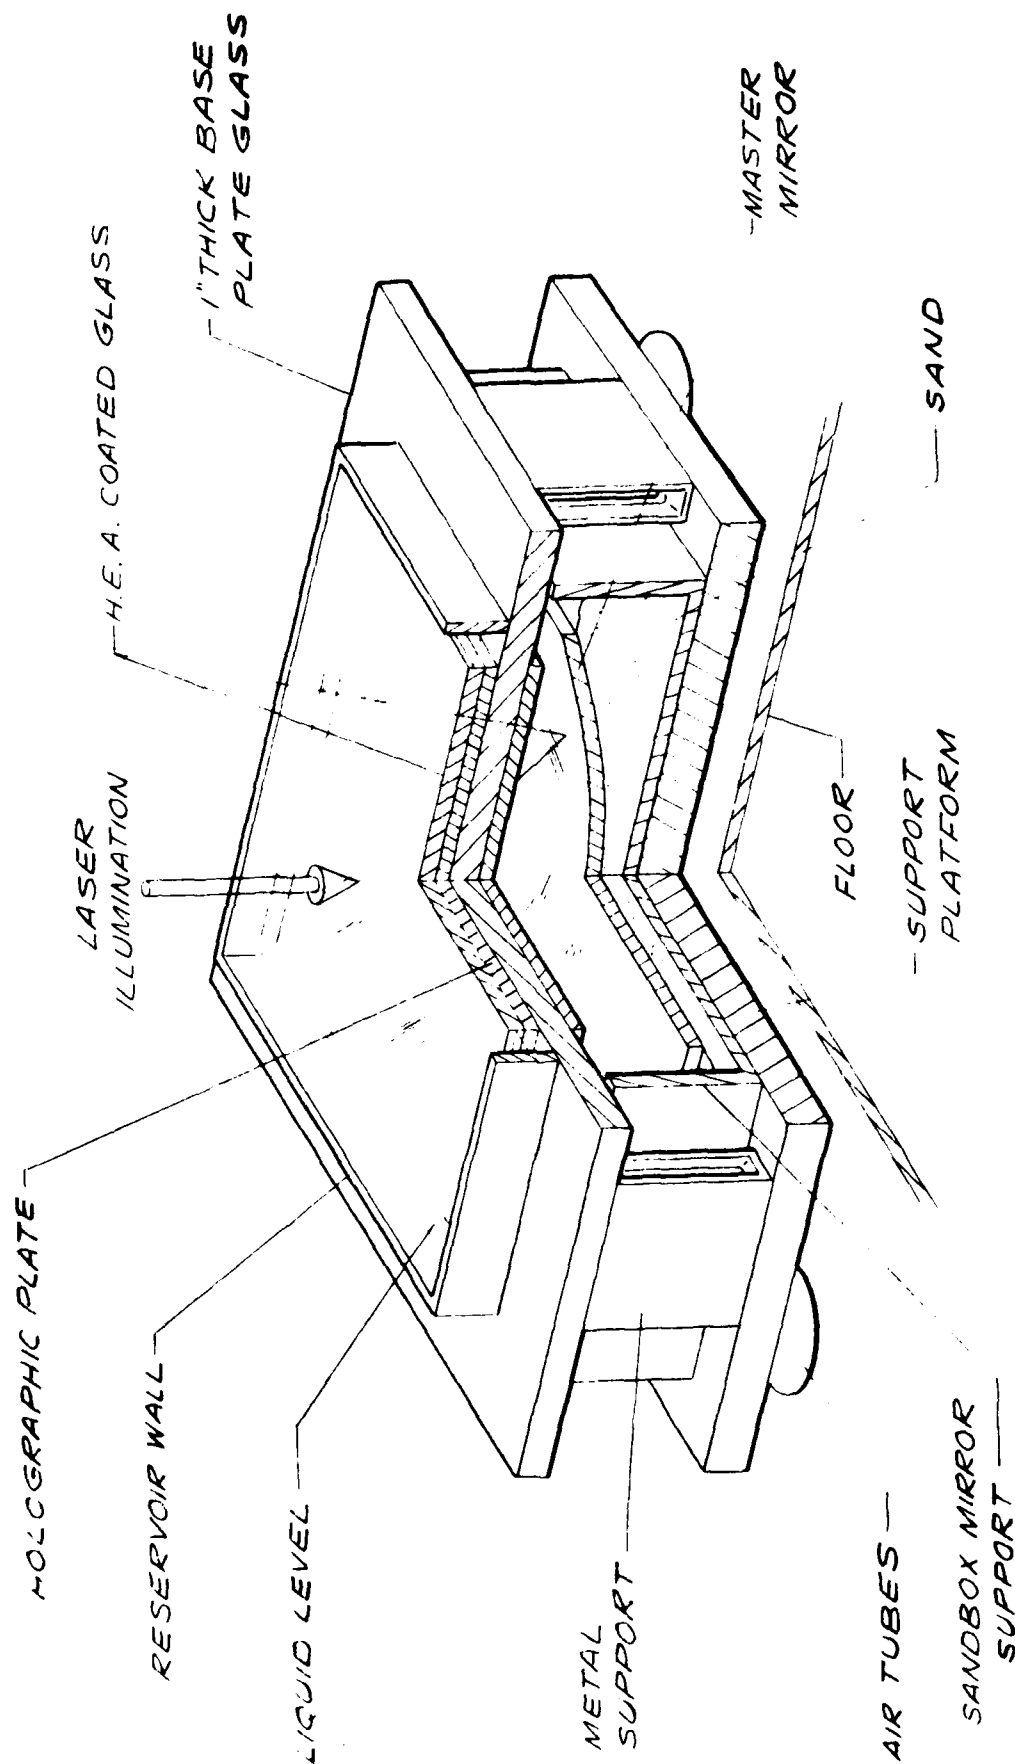 HOLOGRAPHIC PLATE
RESERVOIR WALL
LIQUID LEVEL
METAL
SUPPORT
AIR TUBES
SANDBOX MIRROR
SUPPORT
LASER
ILLUMINATION
H.E.A. COATED GLASS
1" THICK BASE
PLATE GLASS
MASTER
MIRROR
SAND
FLOOR
SUPPORT
PLATFORM